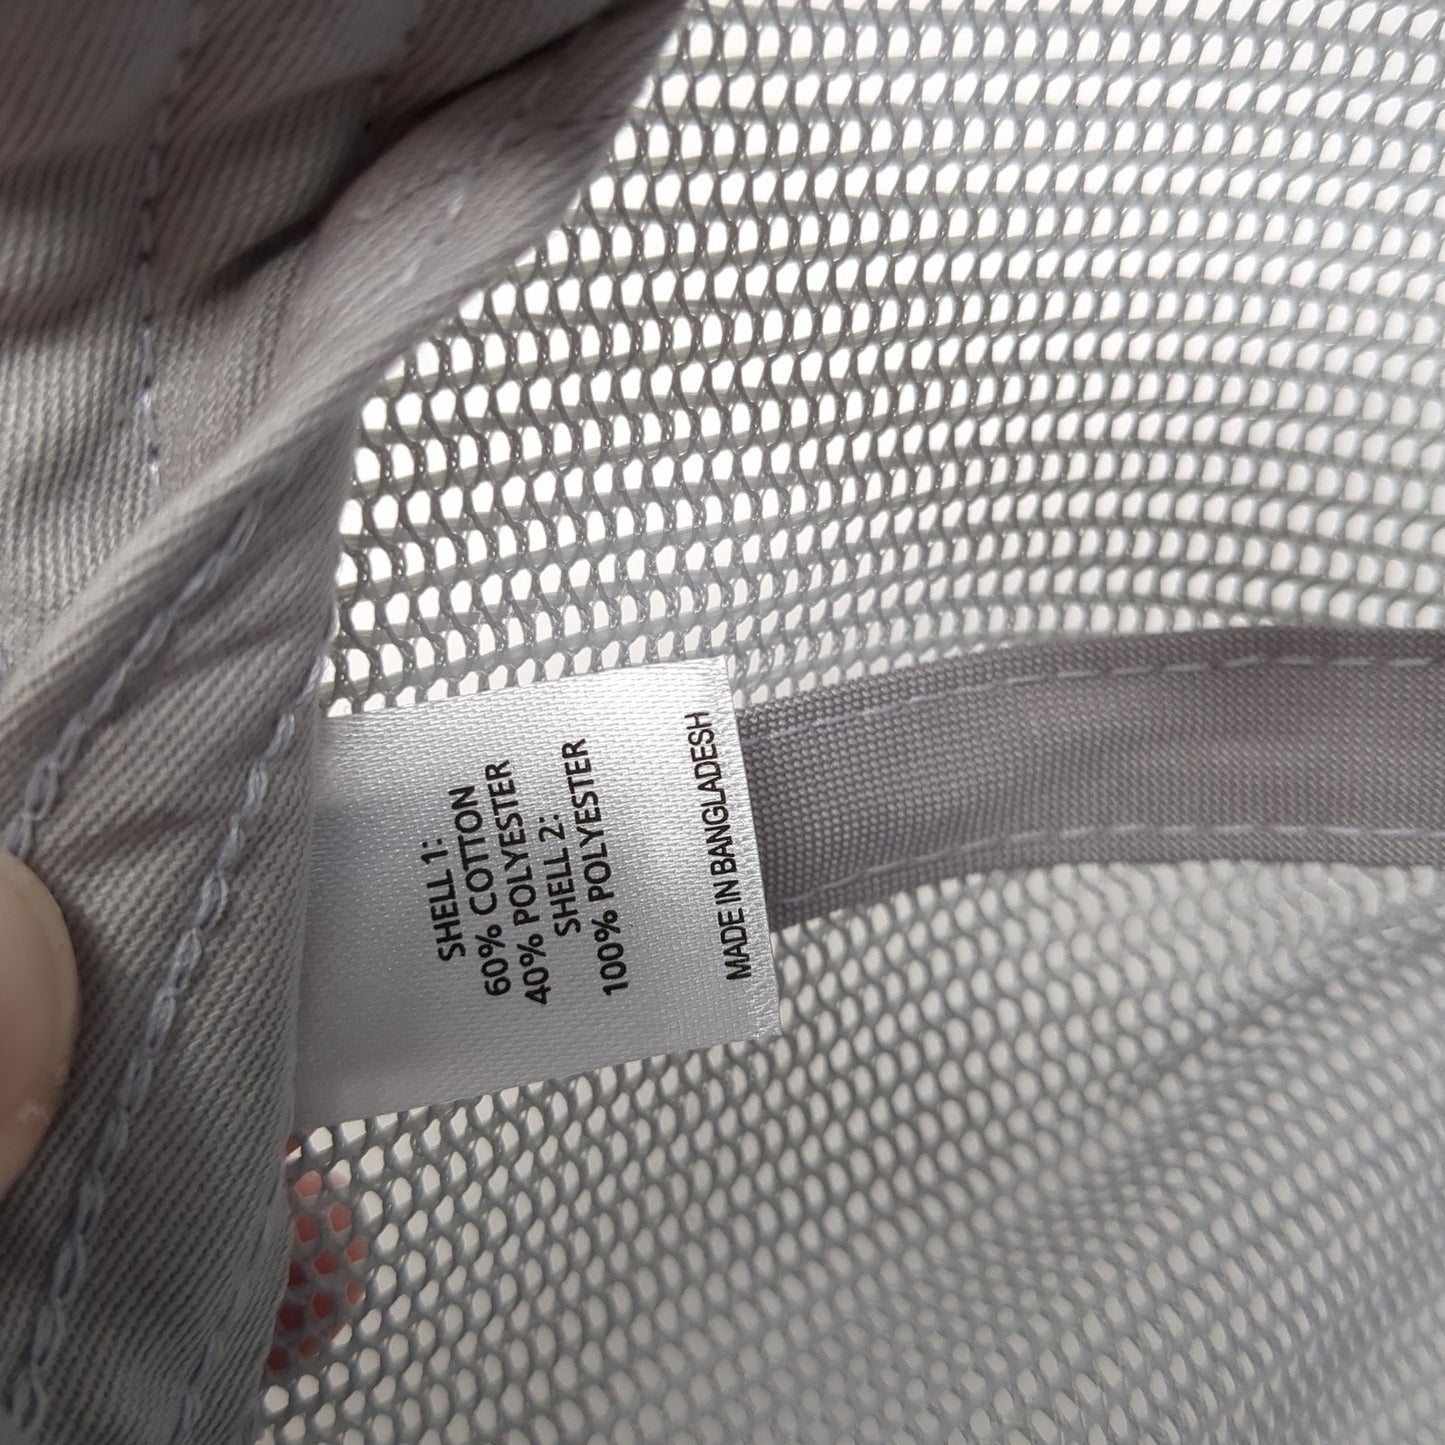 SHELL 1:
60% COTTON
40% POLYESTER
SHELL 2:
100% POLYESTER
MADE IN BANGLADESH